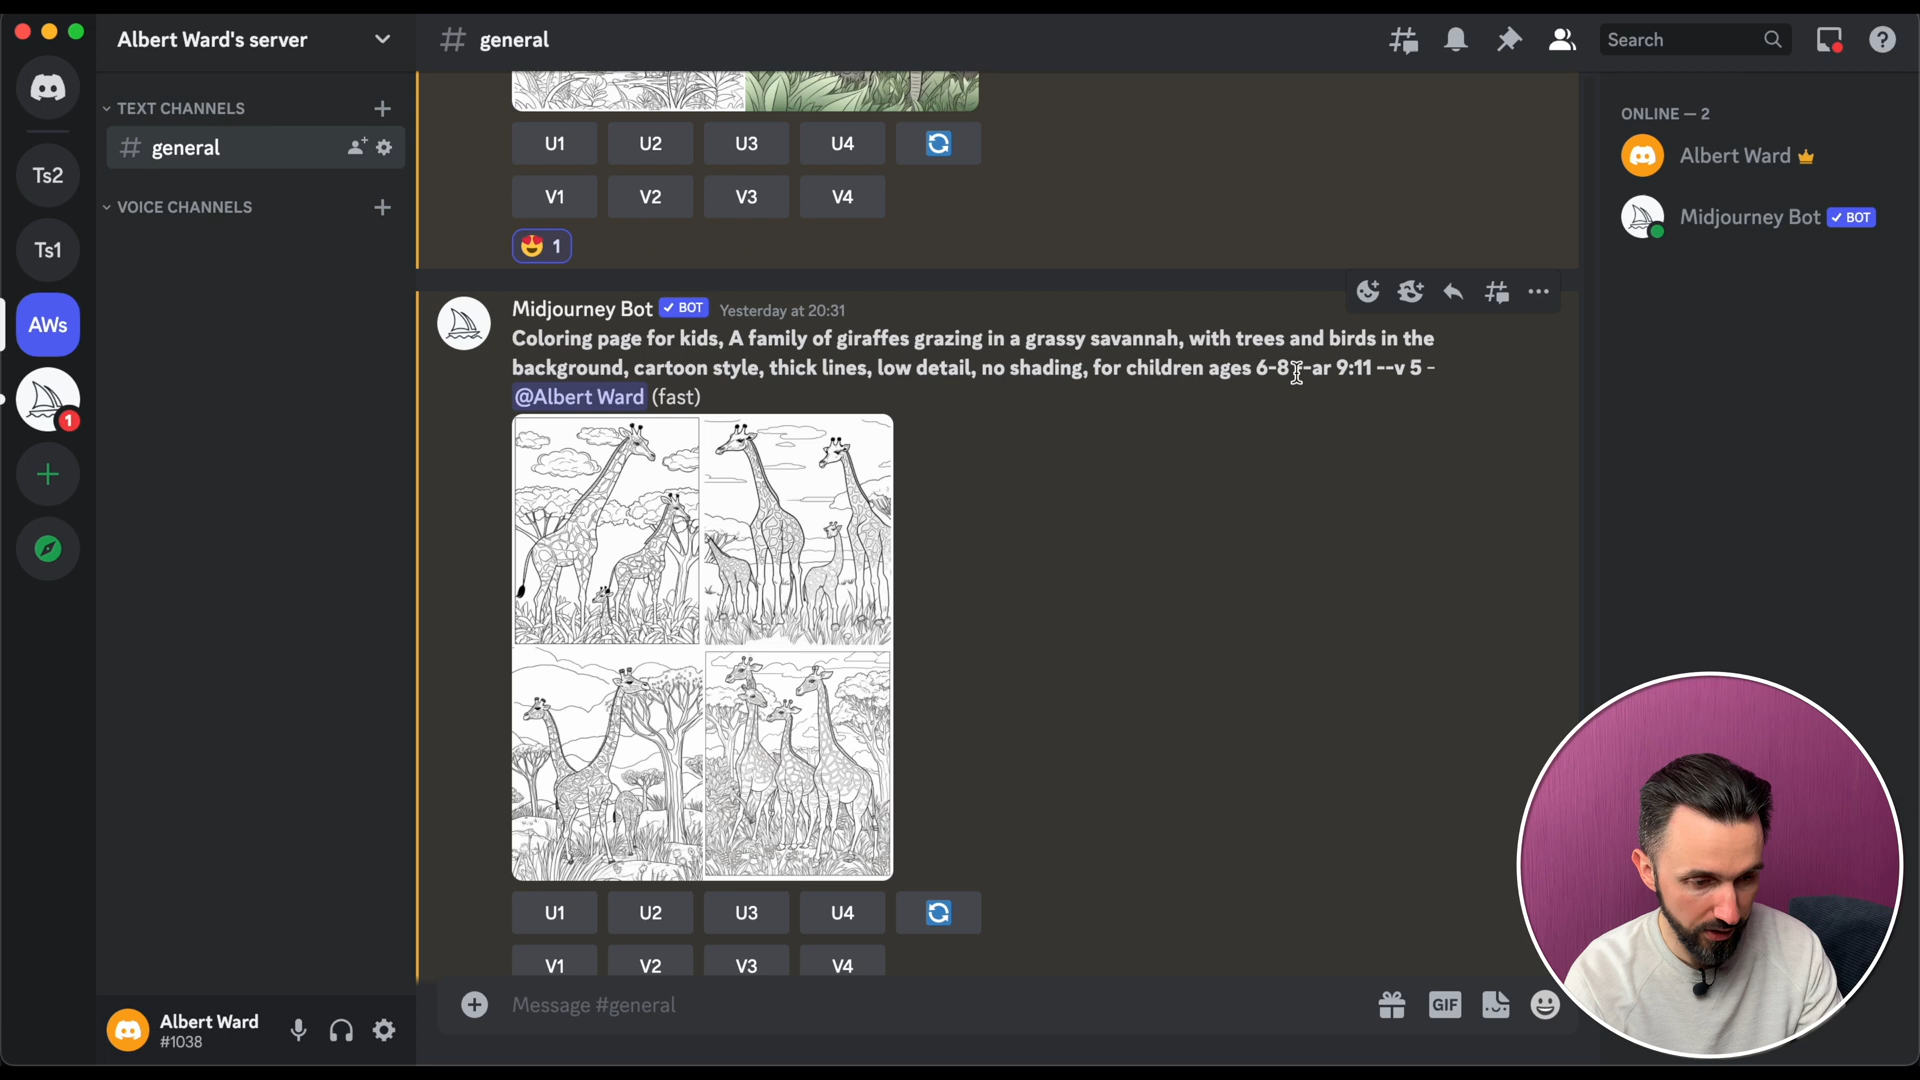 Albert Ward's server
general
Search
TEXT CHANNELS
general
VOICE CHANNELS
Ts2
Ts1
AWs
1
U1 U2 U3 U4
V1 V2 V3 V4
1
Midjourney Bot BOT Yesterday at 20:31
Coloring page for kids, A family of giraffes grazing in a grassy savannah, with trees and birds in the
background, cartoon style, thick lines, low detail, no shading, for children ages 6-8 --ar 9:11 --v 5 -
@Albert Ward (fast)
U1 U2 U3 U4
V1 V2 V3 V4
Message #general
GIF
Albert Ward
#1038
ONLINE — 2
Albert Ward
Midjourney Bot BOT